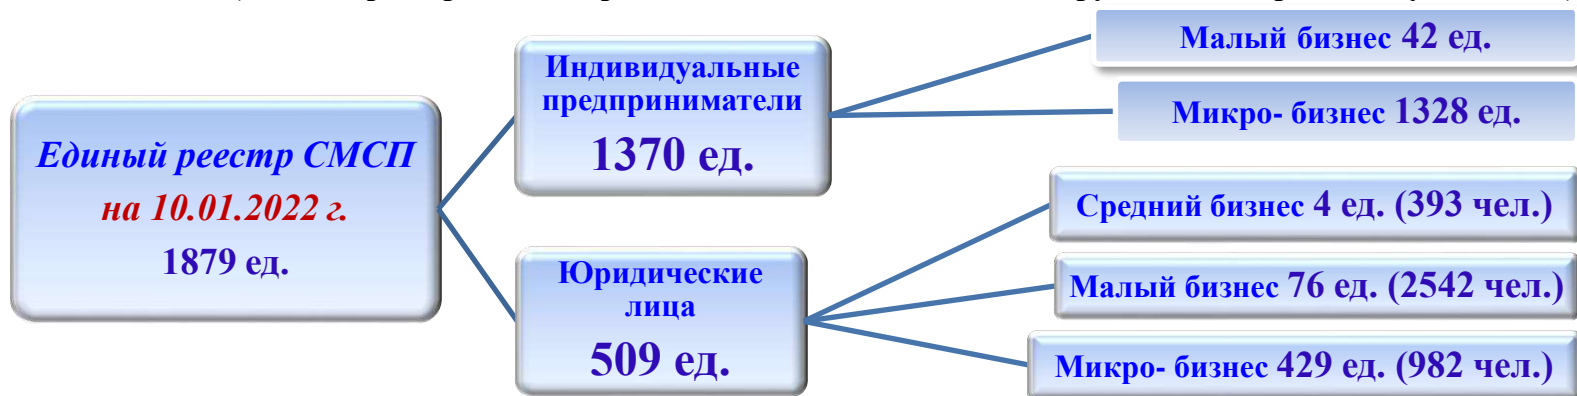 Единый реестр СМСП
на 10.01.2022 г.
1879 ед.
Индивидуальные
предприниматели
1370 ед.
Малый бизнес 42 ед.
Микро- бизнес 1328 ед.
Юридические
лица
509 ед.
Средний бизнес 4 ед. (393 чел.)
Малый бизнес 76 ед. (2542 чел.)
Микро- бизнес 429 ед. (982 чел.)